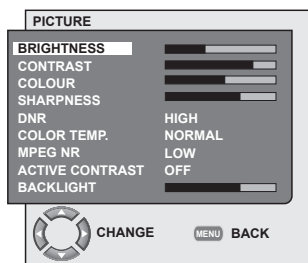 PICTURE
BRIGHTNESS
CONTRAST
COLOUR
SHARPNESS
DNR HIGH
COLOR TEMP. NORMAL
MPEG NR LOW
ACTIVE CONTRAST OFF
BACKLIGHT
CHANGE MENU BACK